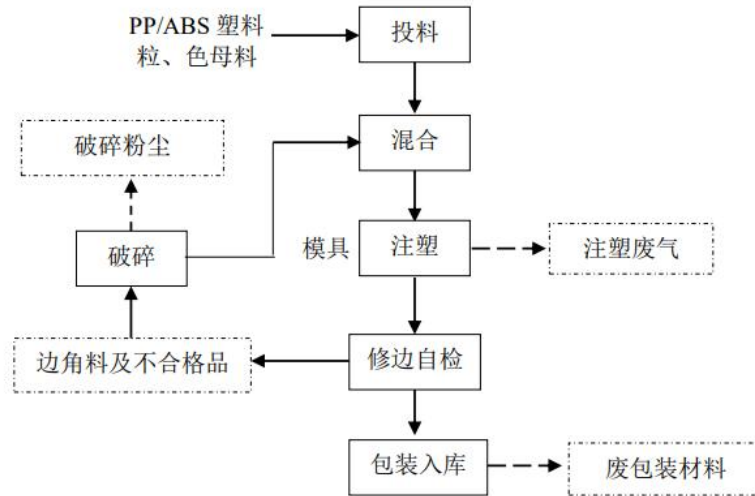 PP/ABS 塑料
粒、色母料
投料
破碎粉尘
混合
破碎
模具
注塑
注塑废气
边角料及不合格品
修边自检
包装入库
废包装材料